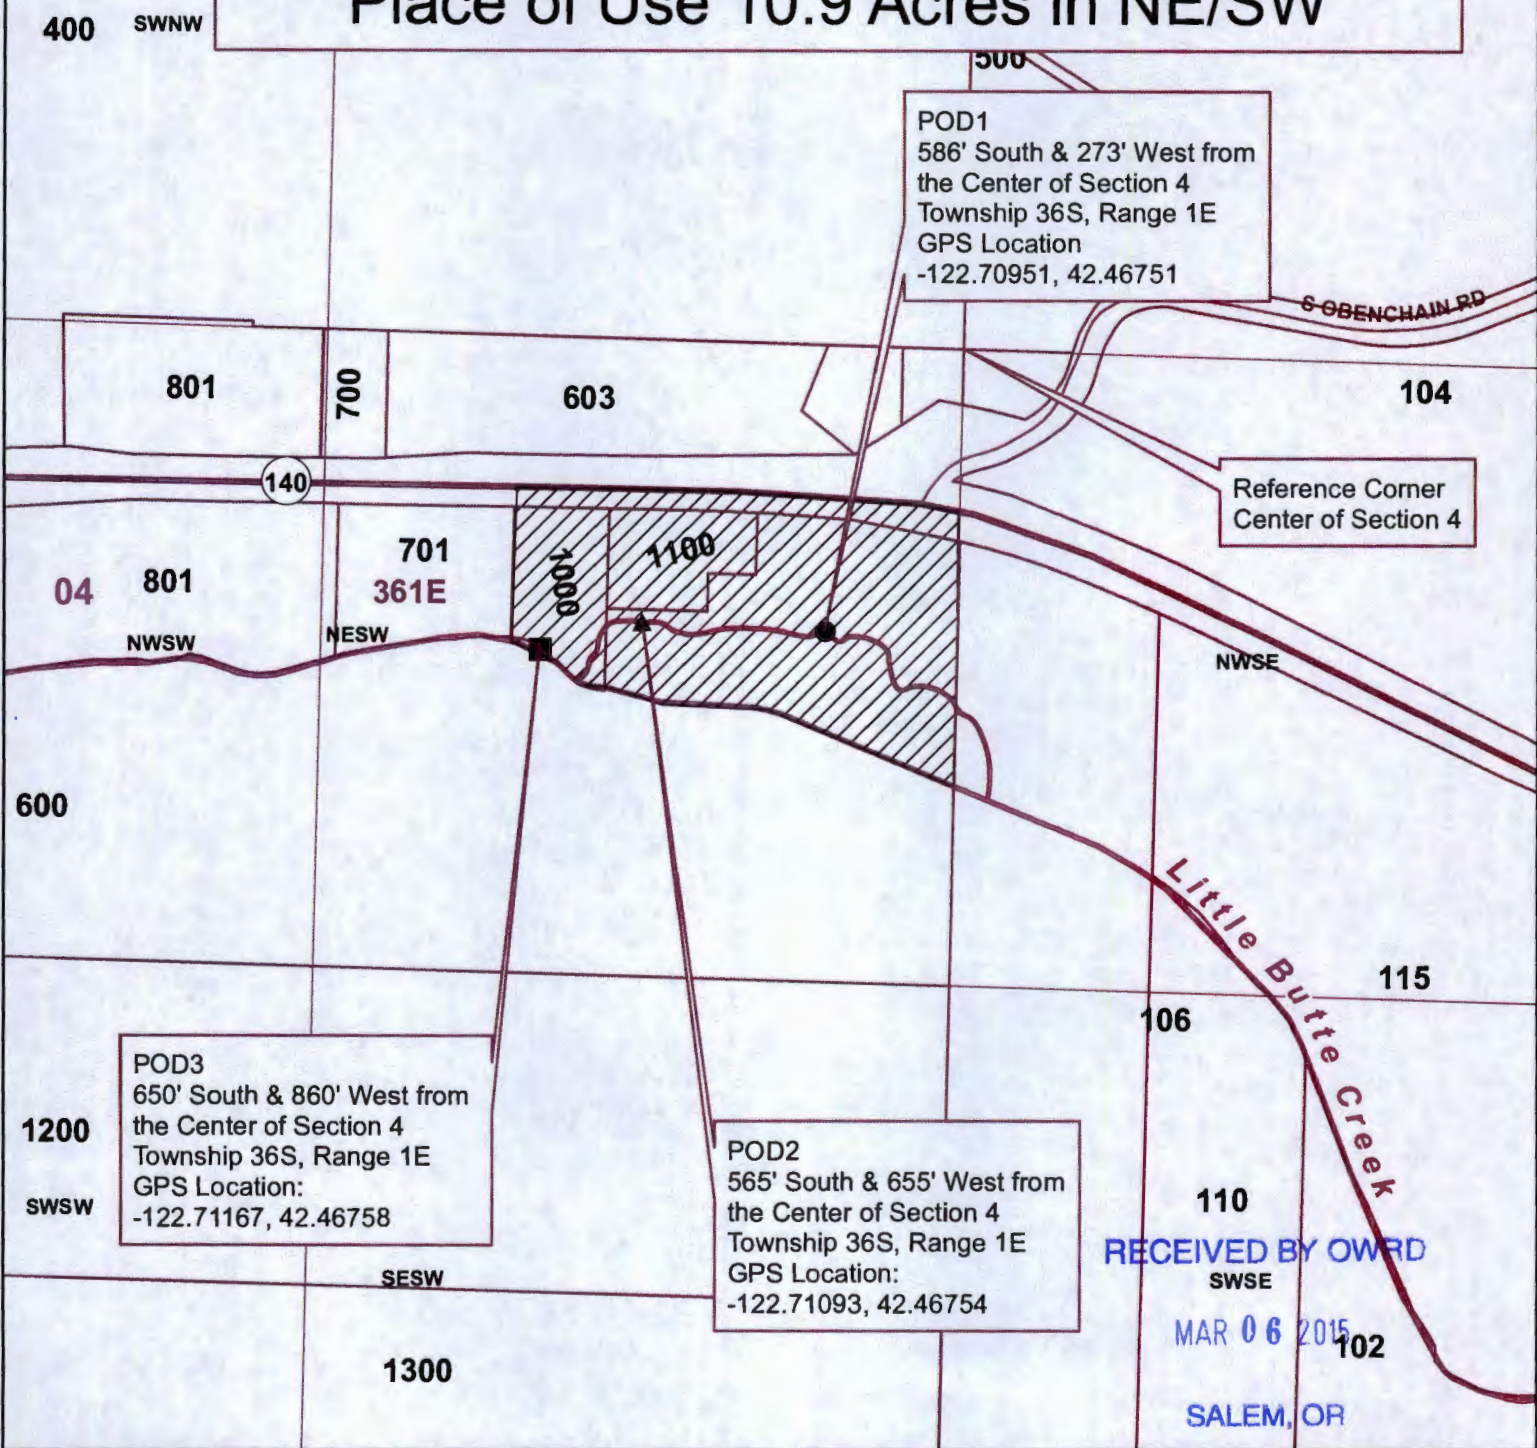 Place of Use 10.9 Acres in NE/SW
400
SWNW
500
POD1
586' South & 273' West from
the Center of Section 4
Township 36S, Range 1E
GPS Location
-122.70951, 42.46751
S OBENCHAIN RD
801
700
603
104
140
Reference Corner
Center of Section 4
701
1000
1100
04
801
361E
NWSW
NESW
NWSE
600
Little Butte Creek
115
106
POD3
650' South & 860' West from
the Center of Section 4
Township 36S, Range 1E
GPS Location:
-122.71167, 42.46758
1200
SWSW
POD2
565' South & 655' West from
the Center of Section 4
Township 36S, Range 1E
GPS Location:
-122.71093, 42.46754
110
RECEIVED BY OWRD
SWSE
SESW
MAR 06 2015
102
1300
SALEM, OR